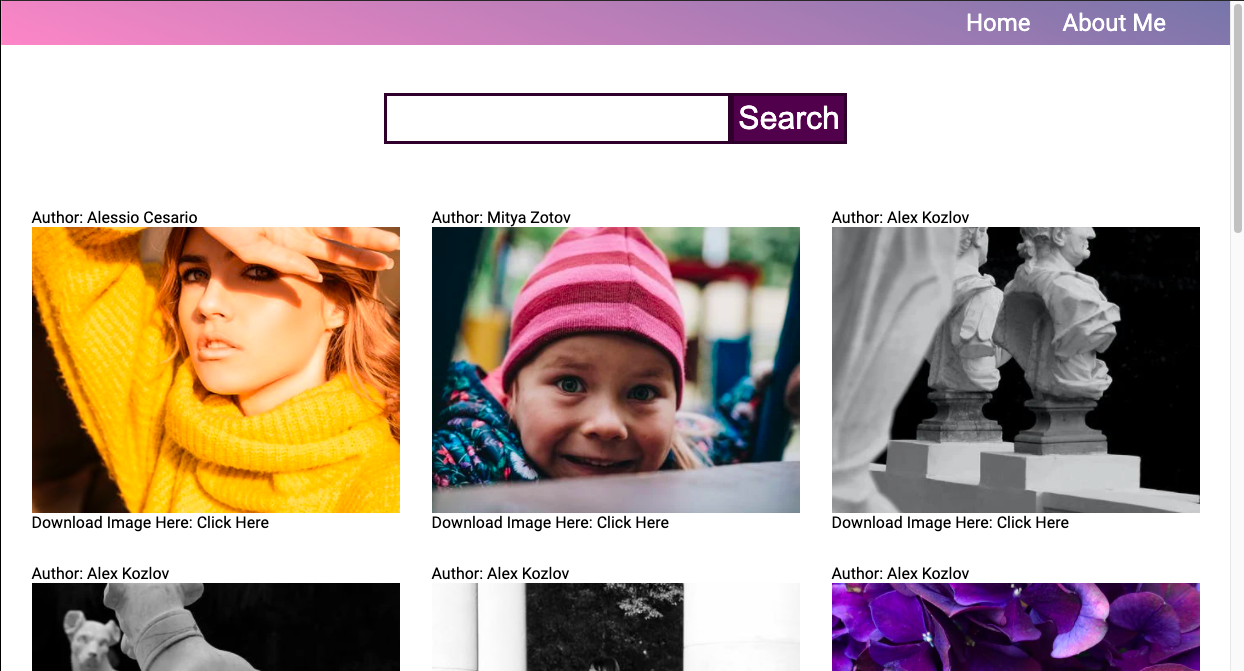 Home About Me
Search
Author: Alessio Cesario
Author: Mitya Zotov
Author: Alex Kozlov
Download Image Here: Click Here
Download Image Here: Click Here
Download Image Here: Click Here
Author: Alex Kozlov
Author: Alex Kozlov
Author: Alex Kozlov